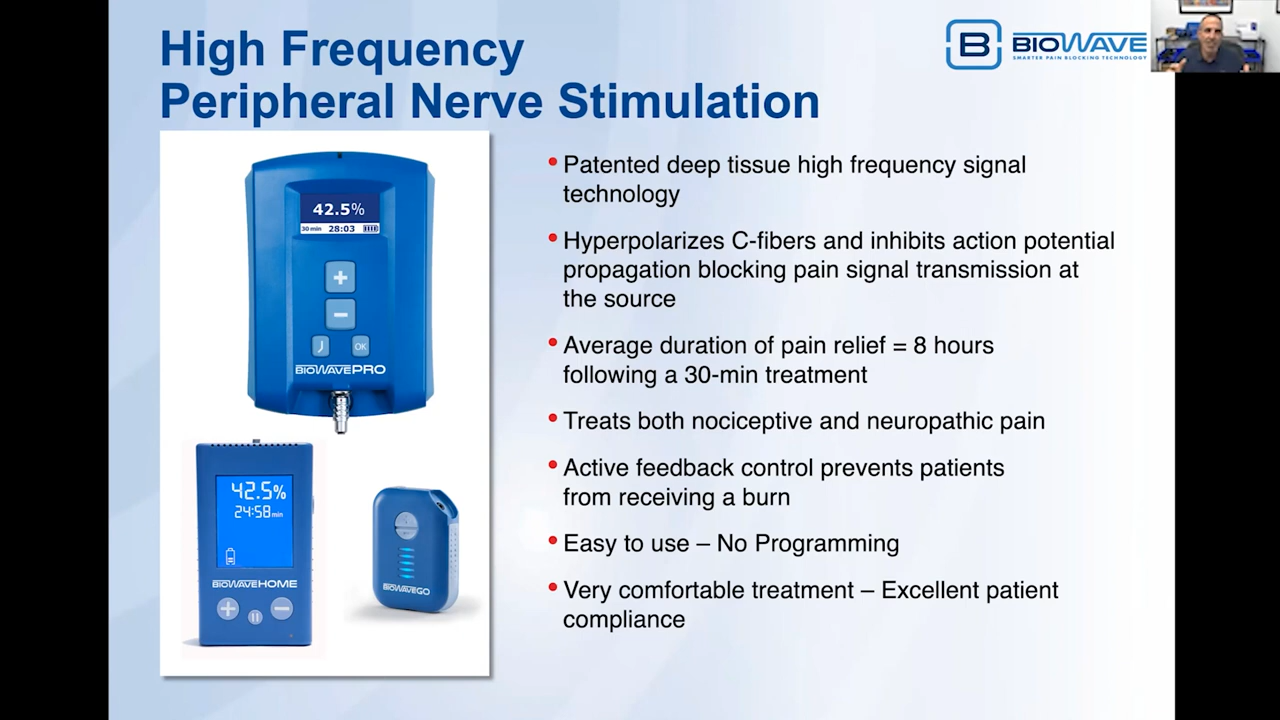 High Frequency
Peripheral Nerve Stimulation
B BIOWAVE
SMARTER PAIN BLOCKING TECHNOLOGY
42.5%
30 min 28:03
+
−
OK
BIOWAVEPRO
42.5%
24:58min
BIOWAVEHOME
+
−
BIOWAVEGO
• Patented deep tissue high frequency signal
technology
• Hyperpolarizes C-fibers and inhibits action potential
propagation blocking pain signal transmission at
the source
• Average duration of pain relief = 8 hours
following a 30-min treatment
• Treats both nociceptive and neuropathic pain
• Active feedback control prevents patients
from receiving a burn
• Easy to use – No Programming
• Very comfortable treatment – Excellent patient
compliance